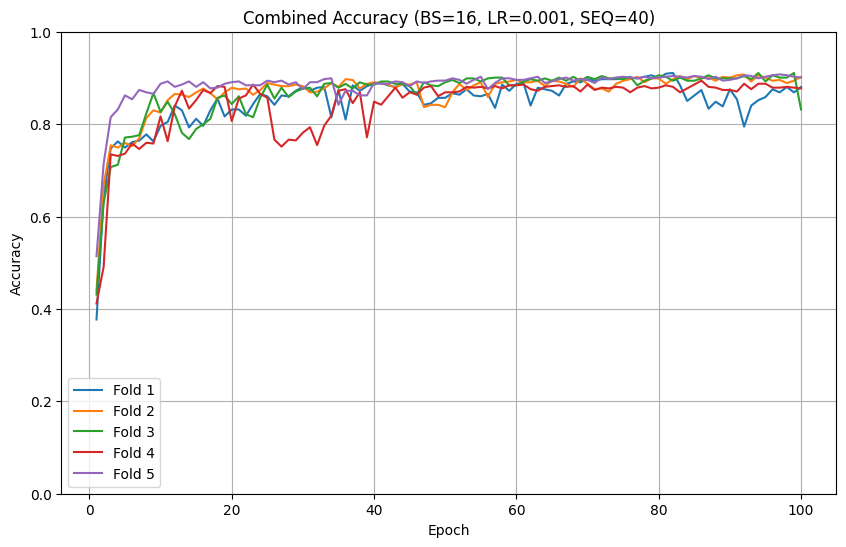 Combined Accuracy (BS=16, LR=0.001, SEQ=40)
1.0
0.8
0.6
0.4
0.2
0.0
Accuracy
Fold 1
Fold 2
Fold 3
Fold 4
Fold 5
0 20 40 60 80 100
Epoch